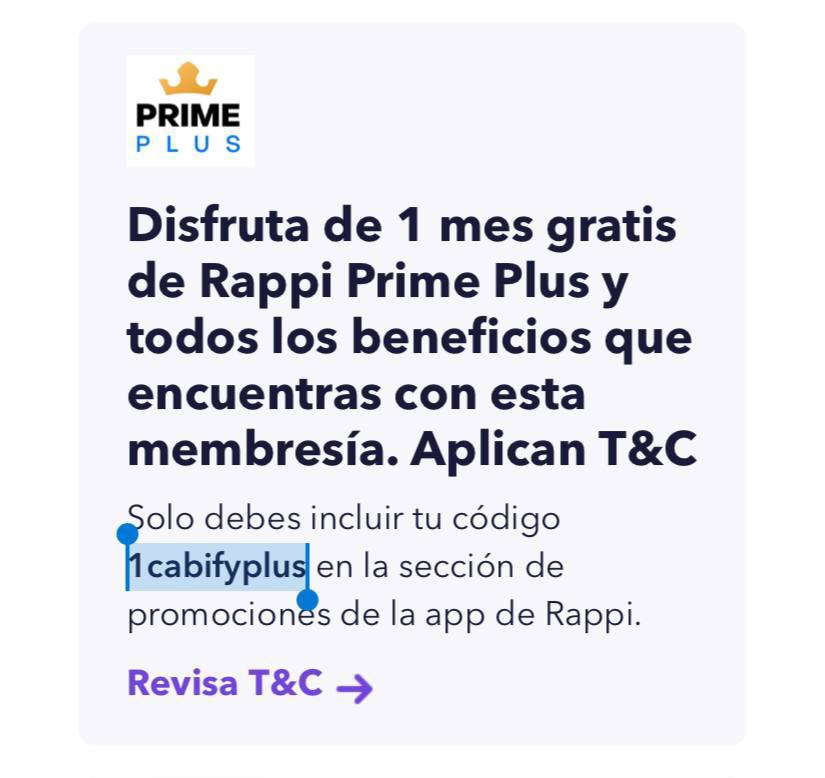 PRIME
PLUS
Disfruta de 1 mes gratis
de Rappi Prime Plus y
todos los beneficios que
encuentras con esta
membresía. Aplican T&C
Solo debes incluir tu código
1cabifyplus en la sección de
promociones de la app de Rappi.
Revisa T&C →